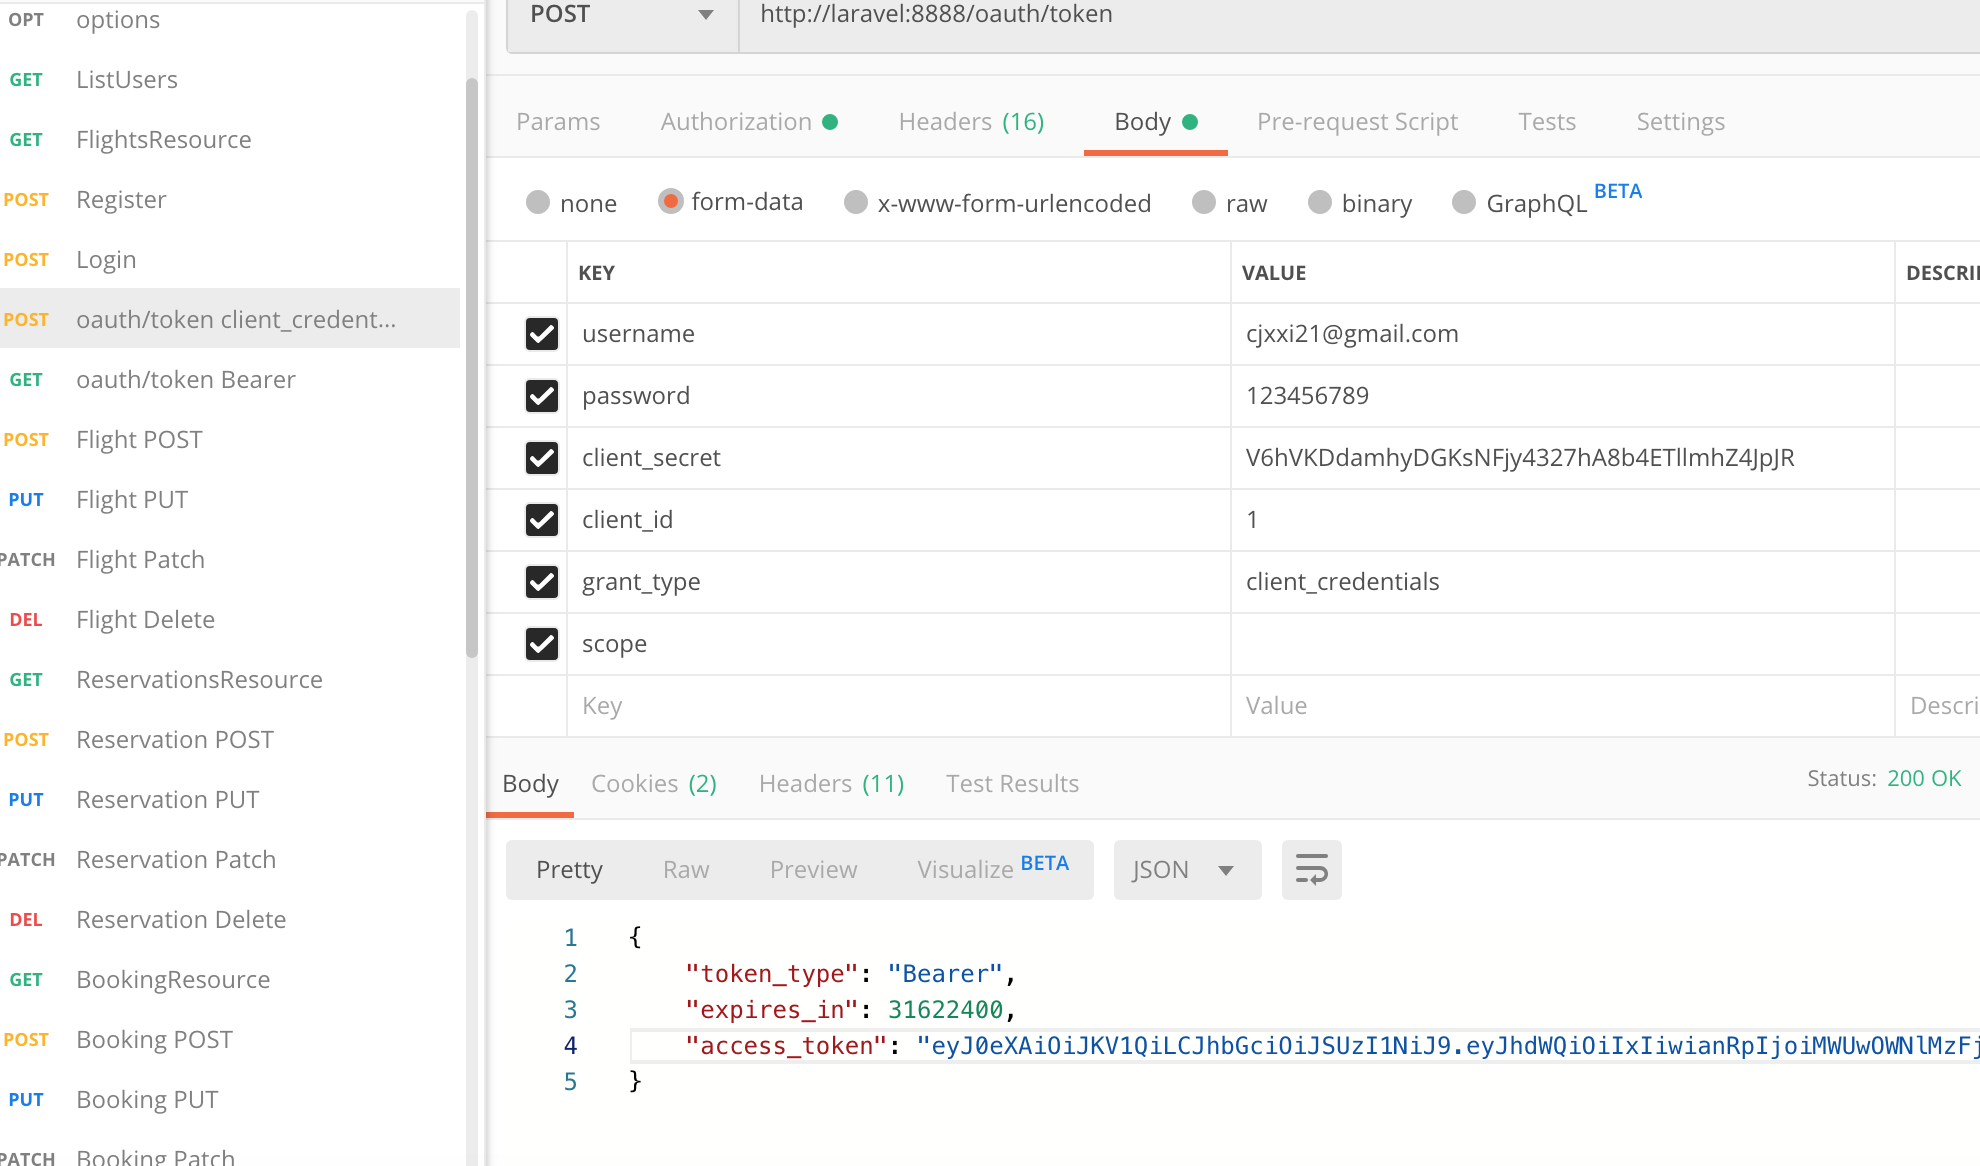 OPT options
GET ListUsers
GET FlightsResource
POST Register
POST Login
POST oauth/token client_credent...
GET oauth/token Bearer
POST Flight POST
PUT Flight PUT
PATCH Flight Patch
DEL Flight Delete
GET ReservationsResource
POST Reservation POST
PUT Reservation PUT
PATCH Reservation Patch
DEL Reservation Delete
GET BookingResource
POST Booking POST
PUT Booking PUT
PATCH Booking Patch
POST http://laravel:8888/oauth/token
Params Authorization Headers (16) Body Pre-request Script Tests Settings
none form-data x-www-form-urlencoded raw binary GraphQL BETA
KEY VALUE DESCRI
username cjxxi21@gmail.com
password 123456789
client_secret V6hVKDdamhyDGKsNFjy4327hA8b4ETllmhZ4JpJR
client_id 1
grant_type client_credentials
scope
Key Value Descri
Body Cookies (2) Headers (11) Test Results Status: 200 OK
Pretty Raw Preview Visualize BETA JSON
1 {
2 "token_type": "Bearer",
3 "expires_in": 31622400,
4 "access_token": "eyJ0eXAiOiJKV1QiLCJhbGciOiJSUzI1NiJ9.eyJhdWQiOiIxIiwianRpIjoiMWUwOWNlMzFj
5 }